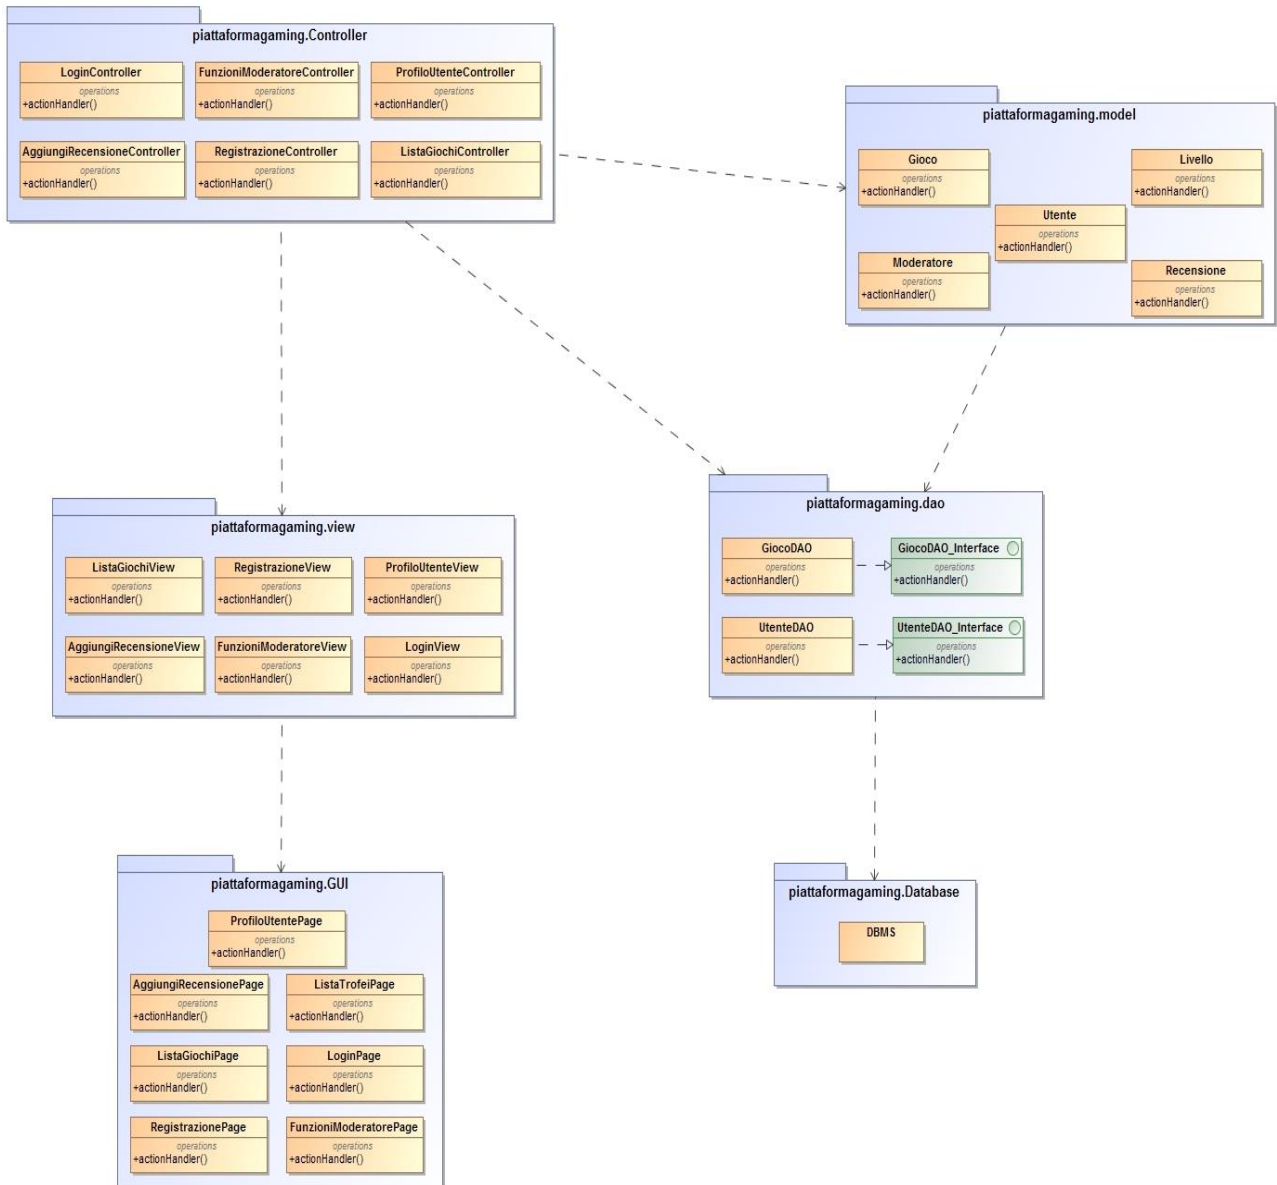 piattaformagaming.Controller
LoginController
operations
+actionHandler()
FunzioniModeratoreController
operations
+actionHandler()
ProfiloUtenteController
operations
+actionHandler()
AggiungiRecensioneController
operations
+actionHandler()
RegistrazioneController
operations
+actionHandler()
ListaGiochiController
operations
+actionHandler()
piattaformagaming.model
Gioco
operations
+actionHandler()
Livello
operations
+actionHandler()
Utente
operations
+actionHandler()
Moderatore
operations
+actionHandler()
Recensione
operations
+actionHandler()
piattaformagaming.view
ListaGiochiView
operations
+actionHandler()
RegistrazioneView
operations
+actionHandler()
ProfiloUtenteView
operations
+actionHandler()
AggiungiRecensioneView
operations
+actionHandler()
FunzioniModeratoreView
operations
+actionHandler()
LoginView
operations
+actionHandler()
piattaformagaming.dao
GiocoDAO
operations
+actionHandler()
GiocoDAO_Interface
operations
+actionHandler()
UtenteDAO
operations
+actionHandler()
UtenteDAO_Interface
operations
+actionHandler()
piattaformagaming.GUI
ProfiloUtentePage
operations
+actionHandler()
AggiungiRecensionePage
operations
+actionHandler()
ListaTrofeiPage
operations
+actionHandler()
ListaGiochiPage
operations
+actionHandler()
LoginPage
operations
+actionHandler()
RegistrazionePage
operations
+actionHandler()
FunzioniModeratorePage
operations
+actionHandler()
piattaformagaming.Database
DBMS